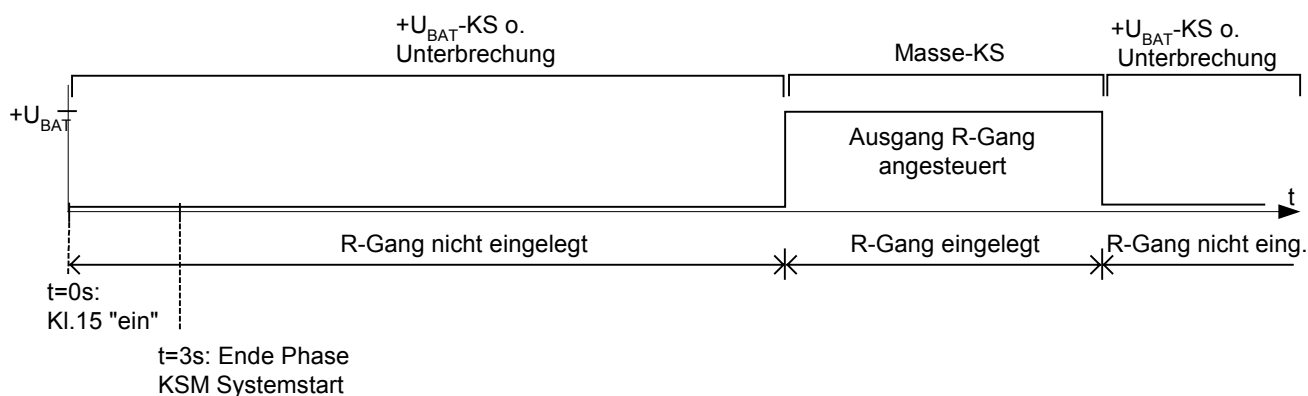 +U_BAT-KS o.
Unterbrechung
Masse-KS
+U_BAT-KS o.
Unterbrechung
+U_BAT
Ausgang R-Gang
angesteuert
t
R-Gang nicht eingelegt
R-Gang eingelegt
R-Gang nicht eing.
t=0s:
Kl.15 "ein"
t=3s: Ende Phase
KSM Systemstart